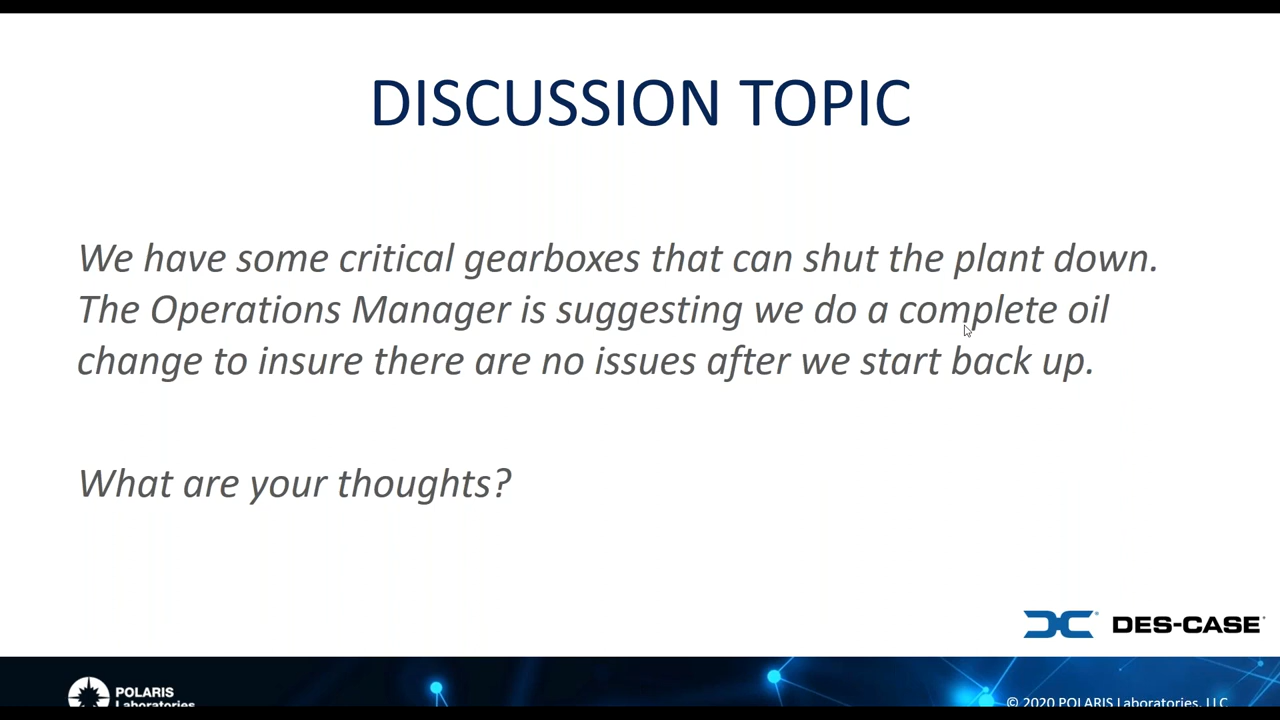 DISCUSSION TOPIC
We have some critical gearboxes that can shut the plant down.
The Operations Manager is suggesting we do a complete oil
change to insure there are no issues after we start back up.
What are your thoughts?
DES-CASE®
POLARIS
Laboratories
© 2020 POLARIS Laboratories, LLC